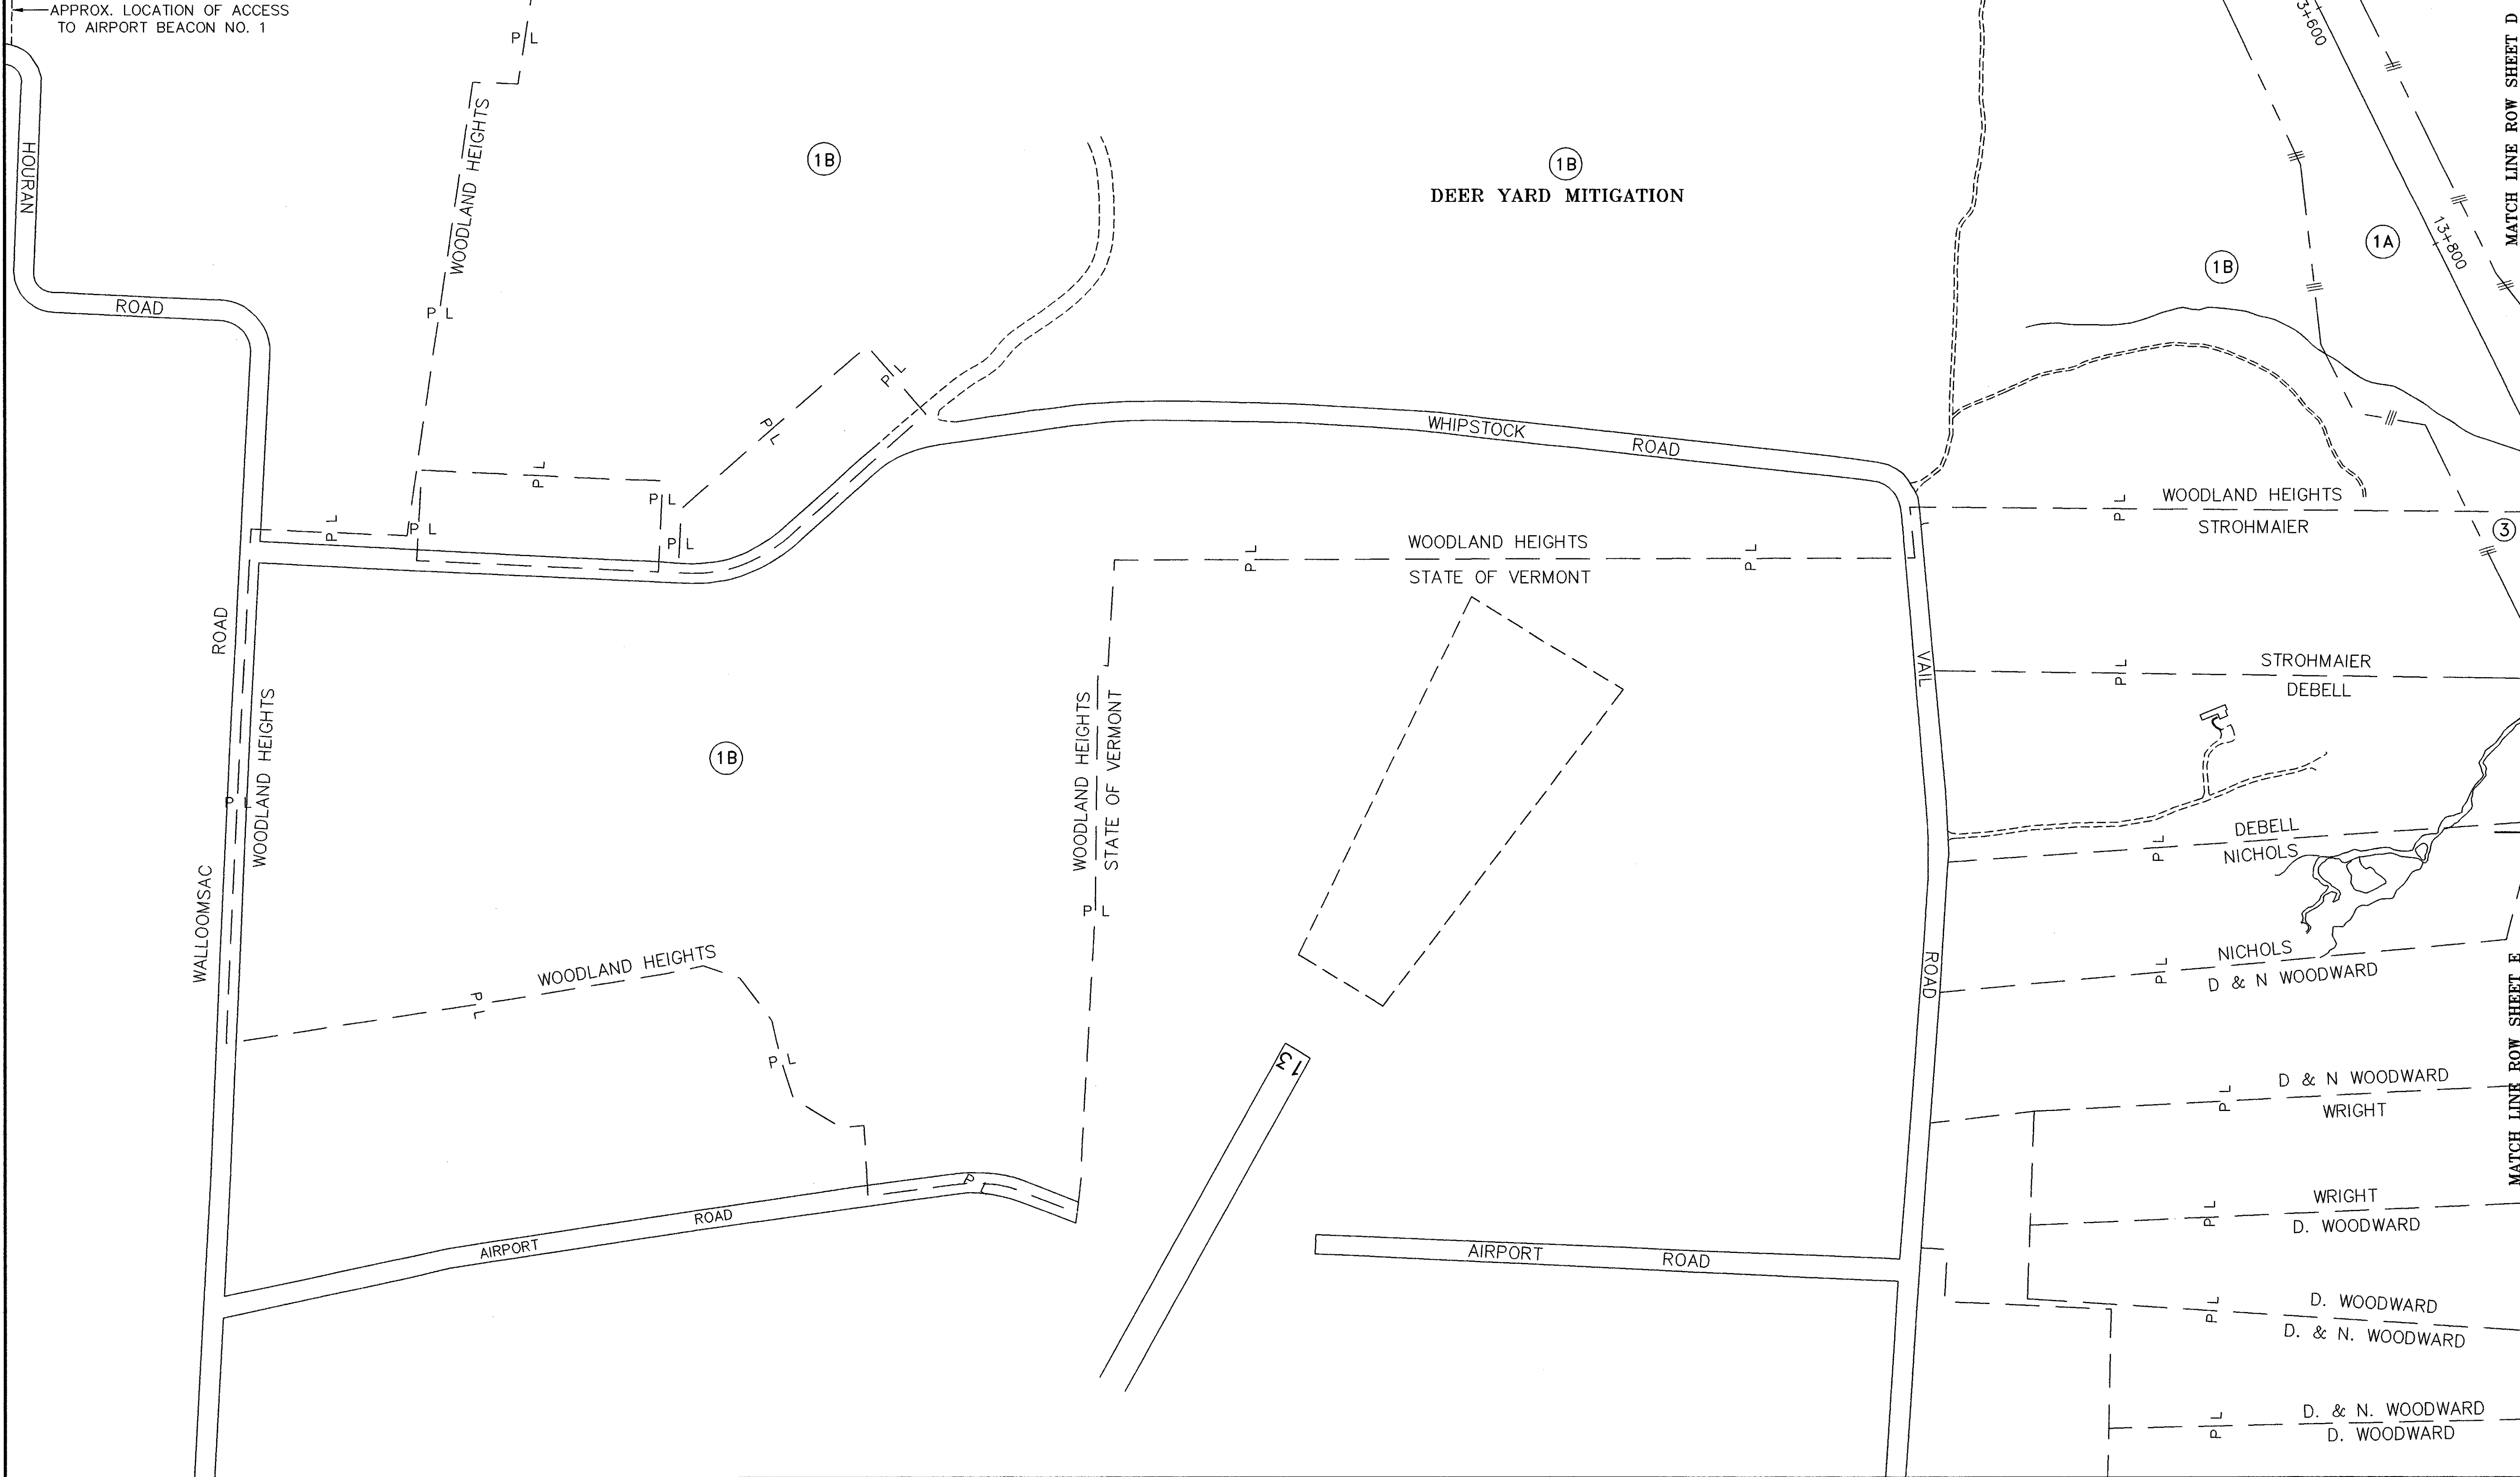 APPROX. LOCATION OF ACCESS
TO AIRPORT BEACON NO. 1
P L
13+600
MATCH LINE ROW SHEET D
HOURAN
WOODLAND HEIGHTS
1B
1B
DEER YARD MITIGATION
1A
13+800
1B
ROAD
P L
P L
P L
WHIPSTOCK
ROAD
P L
P L
P L
P L
P L
P L
WOODLAND HEIGHTS
STROHMAIER
3
WOODLAND HEIGHTS
STATE OF VERMONT
P L
P L
ROAD
VAIL
P L
STROHMAIER
DEBELL
WOODLAND HEIGHTS
WOODLAND HEIGHTS
STATE OF VERMONT
1B
P L
P L
DEBELL
NICHOLS
P L
WALLOOMSAC
WOODLAND HEIGHTS
P L
ROAD
P L
NICHOLS
D & N WOODWARD
MATCH LINE ROW SHEET E
P L
13
P L
D & N WOODWARD
WRIGHT
P L
ROAD
AIRPORT
AIRPORT
ROAD
P L
WRIGHT
D. WOODWARD
P L
D. WOODWARD
D. & N. WOODWARD
P L
D. & N. WOODWARD
D. WOODWARD